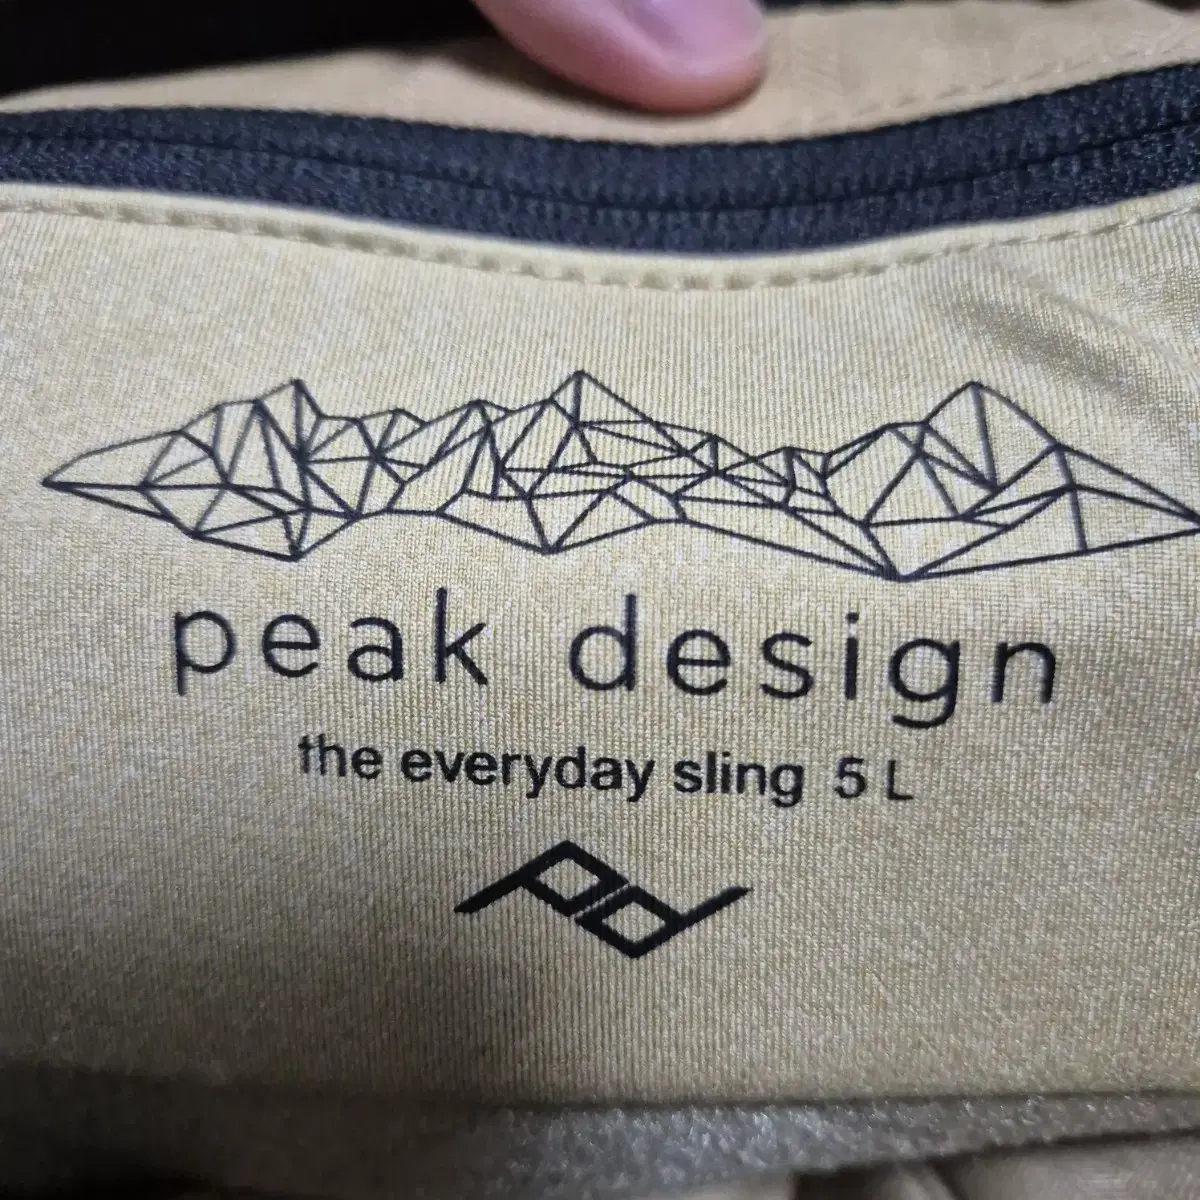 peak design
the everyday sling 5 L